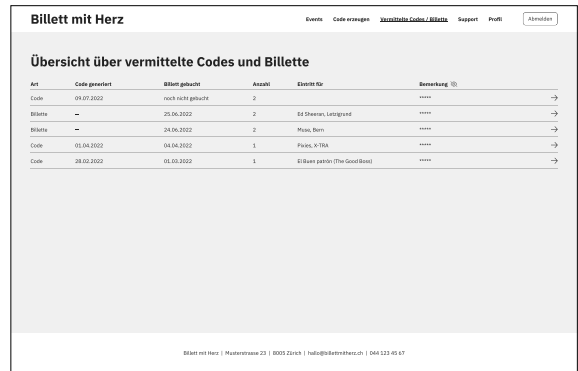 Billett mit Herz
Events Code erzeugen Vermittelte Codes / Billette Support Profil Abmelden
Übersicht über vermittelte Codes und Billette
Art Code generiert Billett gebucht Anzahl Eintritt für Bemerkung
Code 09.07.2022 noch nicht gebucht 2 *****
Billette – 25.06.2022 2 Ed Sheeran, Letzigrund *****
Billette – 24.06.2022 2 Muse, Bern *****
Code 01.04.2022 04.04.2022 1 Pixies, X-TRA *****
Code 28.02.2022 01.03.2022 1 El Buen patrón (The Good Boss) *****
Billett mit Herz | Musterstrasse 23 | 8005 Zürich | hallo@billettmitherz.ch | 044 123 45 67